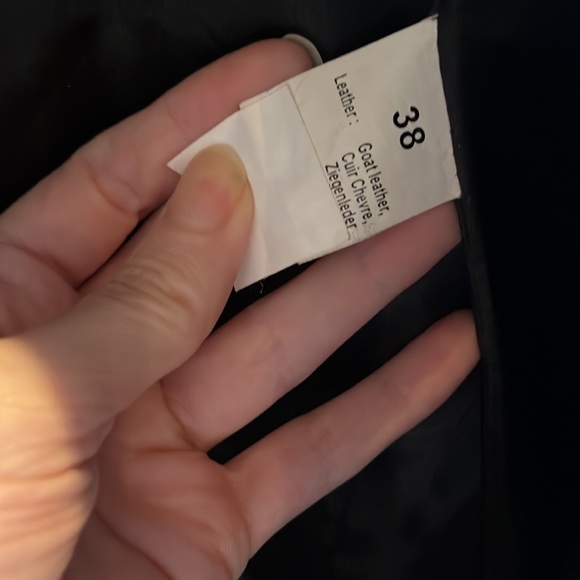 38
Leather:
Goat leather,
Cuir Chevre,
Ziegenleder